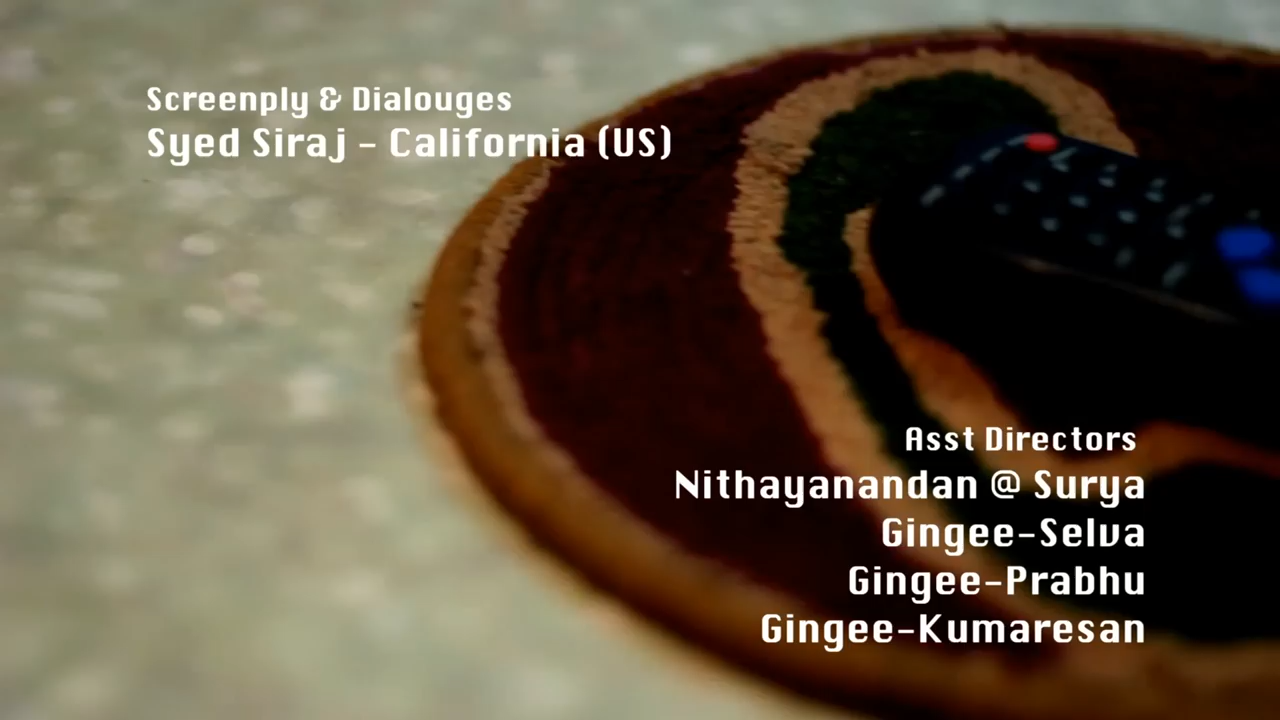 Screenply & Dialouges
Syed Siraj - California (US)
Asst Directors
Nithayanandan @ Surya
Gingee-Selva
Gingee-Prabhu
Gingee-Kumaresan